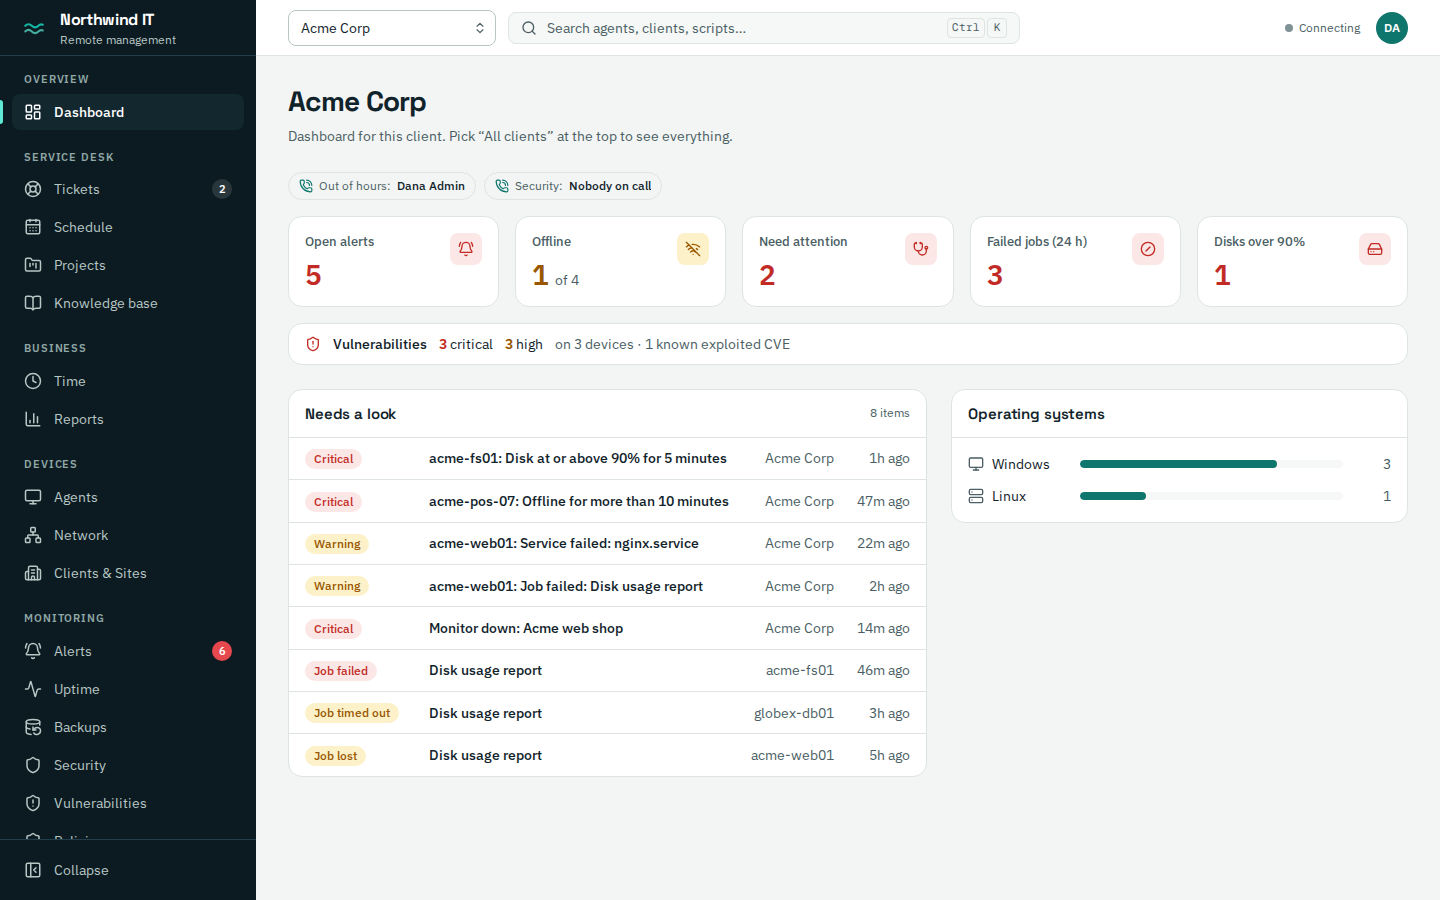 Northwind IT
Remote management
Acme Corp
Search agents, clients, scripts...
Ctrl K
Connecting
DA
OVERVIEW
Dashboard
SERVICE DESK
Tickets 2
Schedule
Projects
Knowledge base
BUSINESS
Time
Reports
DEVICES
Agents
Network
Clients & Sites
MONITORING
Alerts 6
Uptime
Backups
Security
Vulnerabilities
Collapse
Acme Corp
Dashboard for this client. Pick “All clients” at the top to see everything.
Out of hours: Dana Admin
Security: Nobody on call
Open alerts
5
Offline
1 of 4
Need attention
2
Failed jobs (24 h)
3
Disks over 90%
1
Vulnerabilities 3 critical 3 high on 3 devices · 1 known exploited CVE
Needs a look 8 items
Critical acme-fs01: Disk at or above 90% for 5 minutes Acme Corp 1h ago
Critical acme-pos-07: Offline for more than 10 minutes Acme Corp 47m ago
Warning acme-web01: Service failed: nginx.service Acme Corp 22m ago
Warning acme-web01: Job failed: Disk usage report Acme Corp 2h ago
Critical Monitor down: Acme web shop Acme Corp 14m ago
Job failed Disk usage report acme-fs01 46m ago
Job timed out Disk usage report globex-db01 3h ago
Job lost Disk usage report acme-web01 5h ago
Operating systems
Windows 3
Linux 1